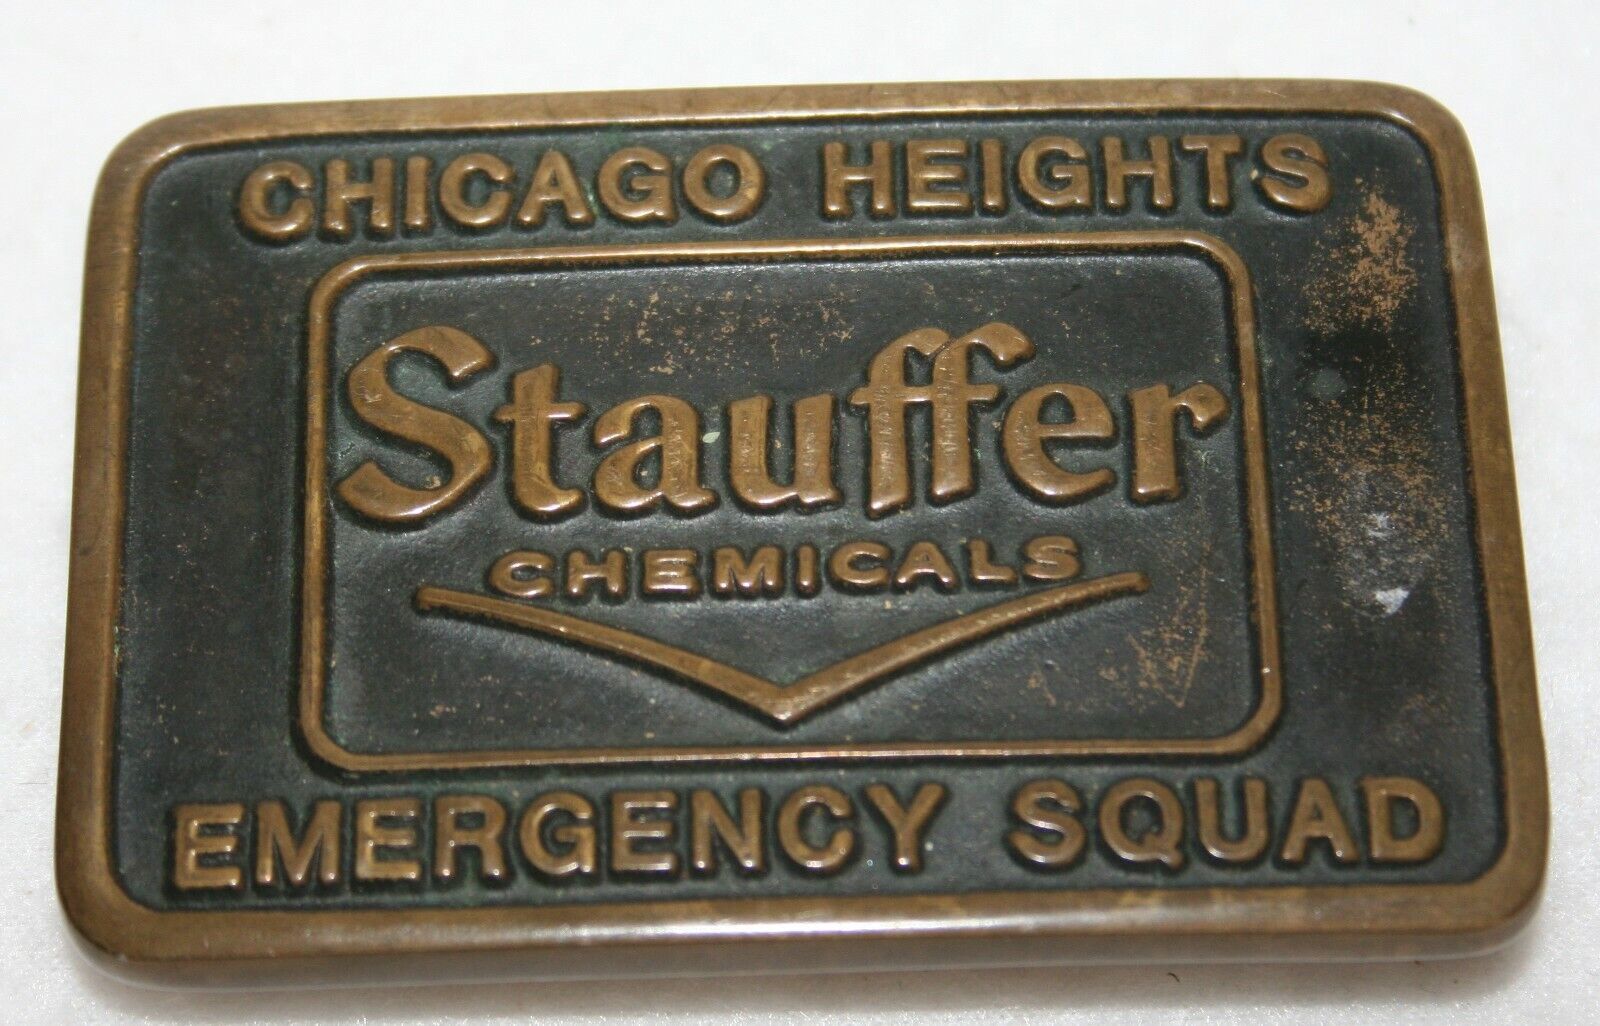 CHICAGO HEIGHTS
Stauffer
CHEMICALS
EMERGENCY SQUAD